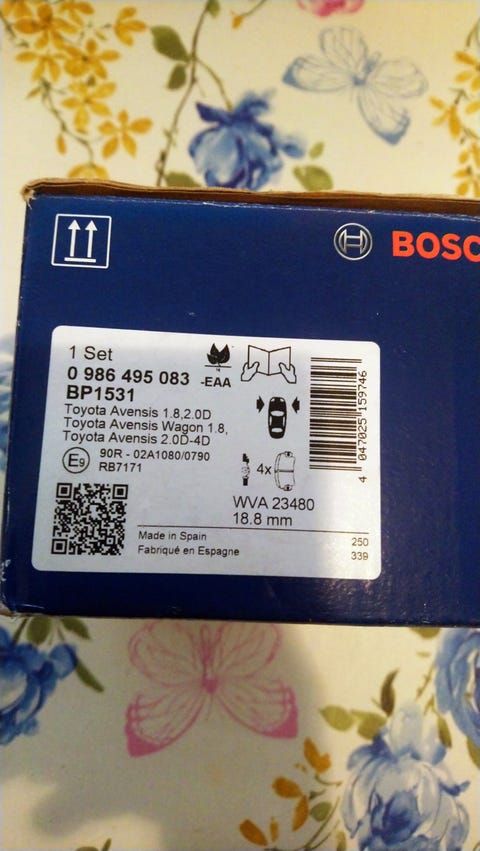 BOSC
1 Set
0 986 495 083 -EAA
BP1531
Toyota Avensis 1.8,2.0D
Toyota Avensis Wagon 1.8,
Toyota Avensis 2.0D-4D
E9 90R - 02A1080/0790
RB7171
4x
WVA 23480
18.8 mm
Made in Spain
Fabriqué en Espagne
250
339
4 047025 159746